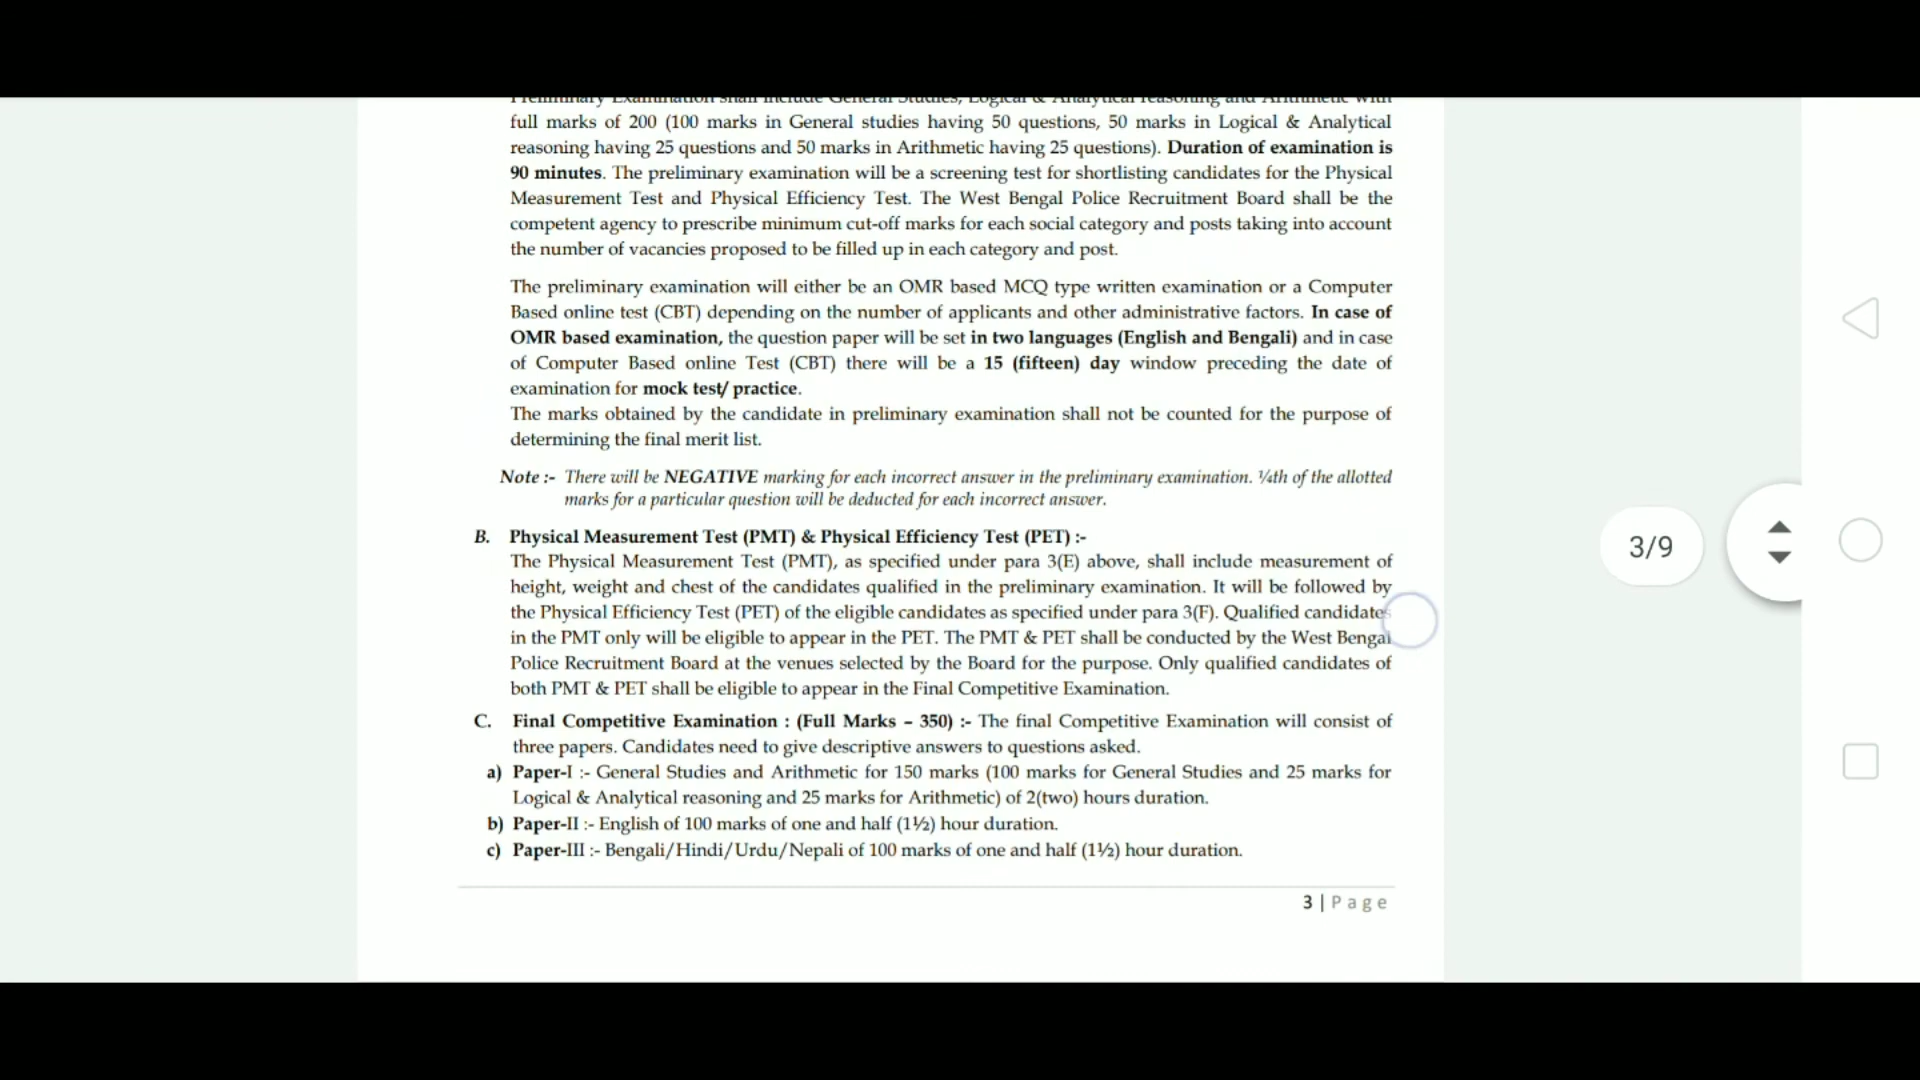 Preliminary Examination shall include General Studies, Logical & Analytical reasoning and Arithmetic with
full marks of 200 (100 marks in General studies having 50 questions, 50 marks in Logical & Analytical
reasoning having 25 questions and 50 marks in Arithmetic having 25 questions). Duration of examination is
90 minutes. The preliminary examination will be a screening test for shortlisting candidates for the Physical
Measurement Test and Physical Efficiency Test. The West Bengal Police Recruitment Board shall be the
competent agency to prescribe minimum cut-off marks for each social category and posts taking into account
the number of vacancies proposed to be filled up in each category and post.
The preliminary examination will either be an OMR based MCQ type written examination or a Computer
Based online test (CBT) depending on the number of applicants and other administrative factors. In case of
OMR based examination, the question paper will be set in two languages (English and Bengali) and in case
of Computer Based online Test (CBT) there will be a 15 (fifteen) day window preceding the date of
examination for mock test/ practice.
The marks obtained by the candidate in preliminary examination shall not be counted for the purpose of
determining the final merit list.
Note :- There will be NEGATIVE marking for each incorrect answer in the preliminary examination. ¼th of the allotted
marks for a particular question will be deducted for each incorrect answer.
B. Physical Measurement Test (PMT) & Physical Efficiency Test (PET) :-
The Physical Measurement Test (PMT), as specified under para 3(E) above, shall include measurement of
height, weight and chest of the candidates qualified in the preliminary examination. It will be followed by
the Physical Efficiency Test (PET) of the eligible candidates as specified under para 3(F). Qualified candidates
in the PMT only will be eligible to appear in the PET. The PMT & PET shall be conducted by the West Bengal
Police Recruitment Board at the venues selected by the Board for the purpose. Only qualified candidates of
both PMT & PET shall be eligible to appear in the Final Competitive Examination.
C. Final Competitive Examination : (Full Marks – 350) :- The final Competitive Examination will consist of
three papers. Candidates need to give descriptive answers to questions asked.
a) Paper-I :- General Studies and Arithmetic for 150 marks (100 marks for General Studies and 25 marks for
Logical & Analytical reasoning and 25 marks for Arithmetic) of 2(two) hours duration.
b) Paper-II :- English of 100 marks of one and half (1½) hour duration.
c) Paper-III :- Bengali/Hindi/Urdu/Nepali of 100 marks of one and half (1½) hour duration.
3 | Page
3/9